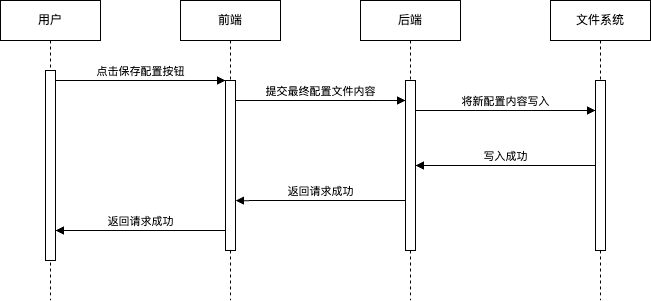 用户
前端
后端
文件系统
点击保存配置按钮
提交最终配置文件内容
将新配置内容写入
写入成功
返回请求成功
返回请求成功